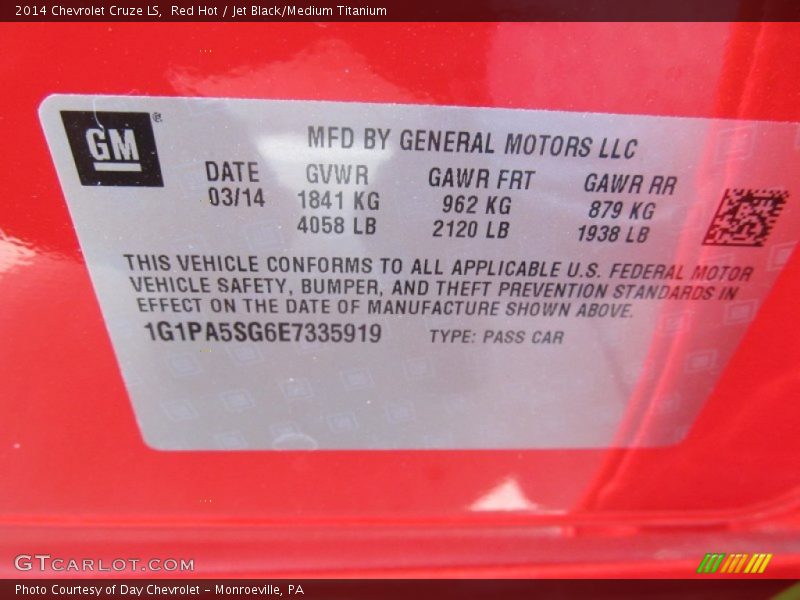 2014 Chevrolet Cruze LS,  Red Hot / Jet Black/Medium Titanium
GM®
MFD BY GENERAL MOTORS LLC
DATE GVWR GAWR FRT GAWR RR
03/14 1841 KG 962 KG 879 KG
4058 LB 2120 LB 1938 LB
THIS VEHICLE CONFORMS TO ALL APPLICABLE U.S. FEDERAL MOTOR
VEHICLE SAFETY, BUMPER, AND THEFT PREVENTION STANDARDS IN
EFFECT ON THE DATE OF MANUFACTURE SHOWN ABOVE.
1G1PA5SG6E7335919 TYPE: PASS CAR
GTCARLOT.COM
Photo Courtesy of Day Chevrolet - Monroeville, PA